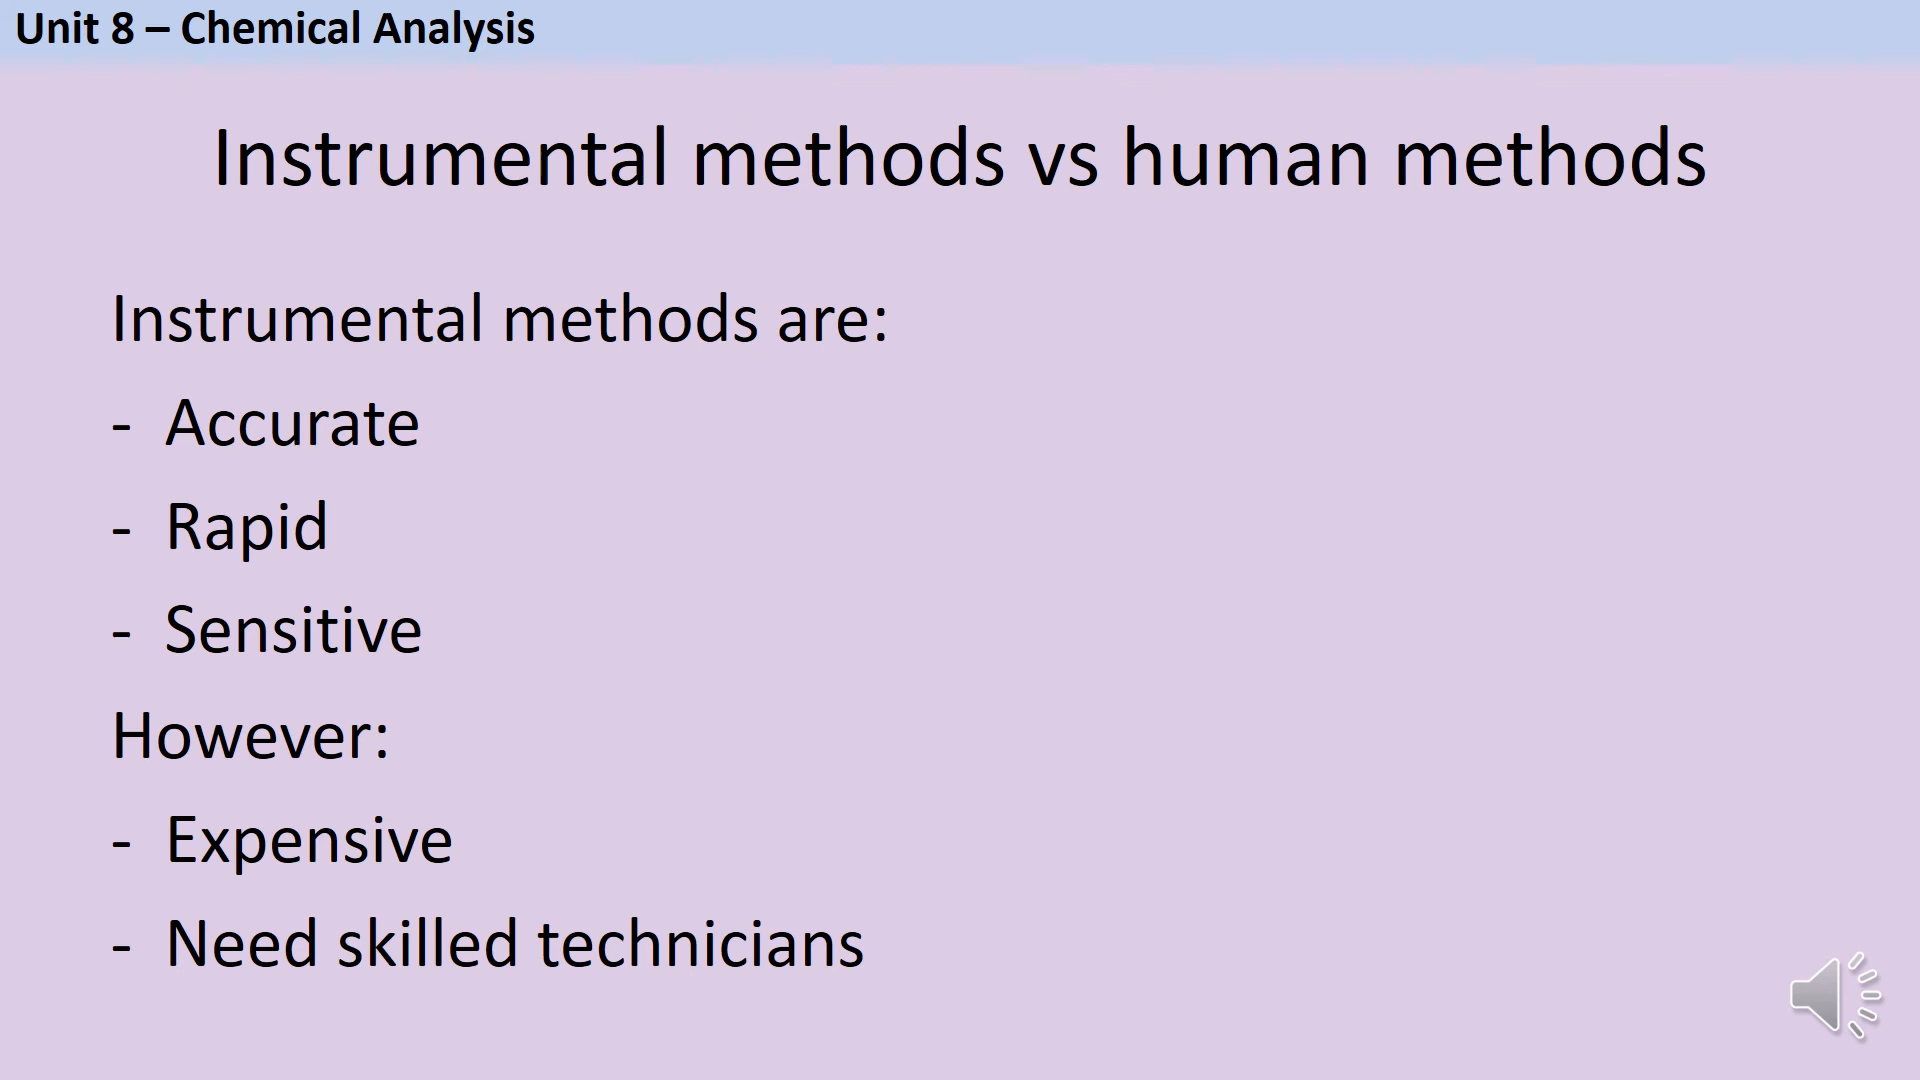 Unit 8 – Chemical Analysis
Instrumental methods vs human methods
Instrumental methods are:
- Accurate
- Rapid
- Sensitive
However:
- Expensive
- Need skilled technicians